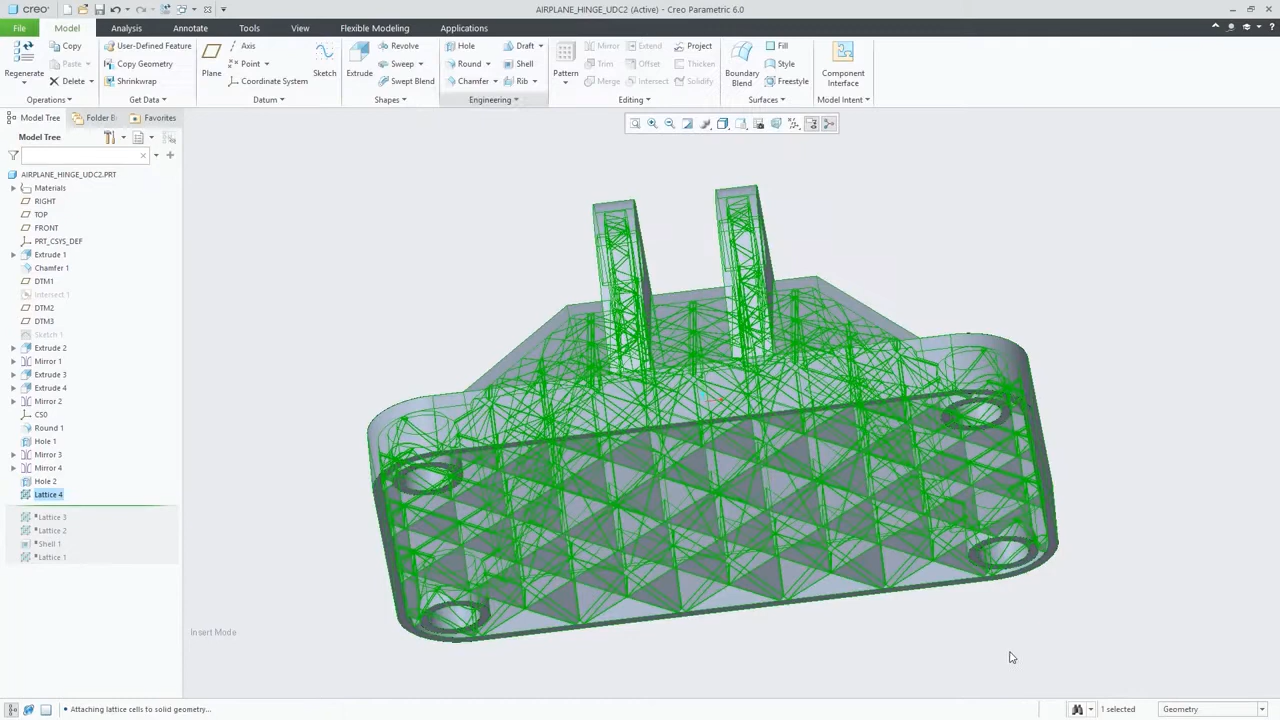 creo
AIRPLANE_HINGE_UDC2 (Active) - Creo Parametric 6.0
File
Model
Analysis
Annotate
Tools
View
Flexible Modeling
Applications
Regenerate
Copy
Paste
Delete
Operations
User-Defined Feature
Copy Geometry
Shrinkwrap
Get Data
Plane
Axis
Point
Coordinate System
Sketch
Datum
Extrude
Revolve
Sweep
Swept Blend
Shapes
Hole
Round
Chamfer
Draft
Shell
Rib
Engineering
Pattern
Mirror
Trim
Merge
Extend
Offset
Intersect
Project
Thicken
Solidify
Editing
Boundary
Blend
Fill
Style
Freestyle
Surfaces
Component
Interface
Model Intent
Model Tree
Folder B
Favorites
Model Tree
AIRPLANE_HINGE_UDC2.PRT
Materials
RIGHT
TOP
FRONT
PRT_CSYS_DEF
Extrude 1
Chamfer 1
DTM1
Intersect 1
DTM2
DTM3
Sketch 1
Extrude 2
Mirror 1
Extrude 3
Extrude 4
Mirror 2
CS0
Round 1
Hole 1
Mirror 3
Mirror 4
Hole 2
Lattice 4
*Lattice 3
*Lattice 2
*Shell 1
*Lattice 1
Insert Mode
• Attaching lattice cells to solid geometry...
1 selected
Geometry